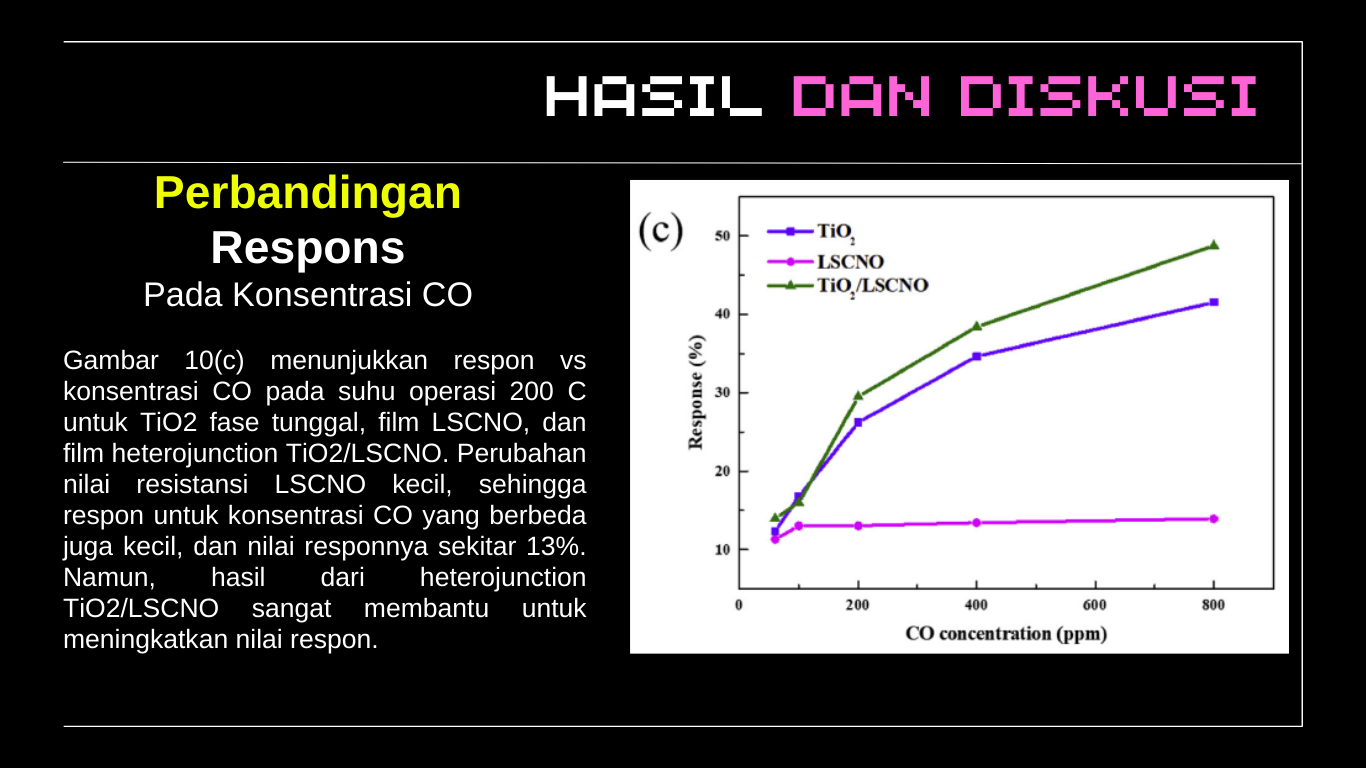 HASIL DAN DISKUSI
Perbandingan
Respons
Pada Konsentrasi CO
Gambar 10(c) menunjukkan respon vs
konsentrasi CO pada suhu operasi 200 C
untuk TiO2 fase tunggal, film LSCNO, dan
film heterojunction TiO2/LSCNO. Perubahan
nilai resistansi LSCNO kecil, sehingga
respon untuk konsentrasi CO yang berbeda
juga kecil, dan nilai responnya sekitar 13%.
Namun, hasil dari heterojunction
TiO2/LSCNO sangat membantu untuk
meningkatkan nilai respon.
(c)
TiO₂
LSCNO
TiO₂/LSCNO
Response (%)
50
40
30
20
10
0 200 400 600 800
CO concentration (ppm)